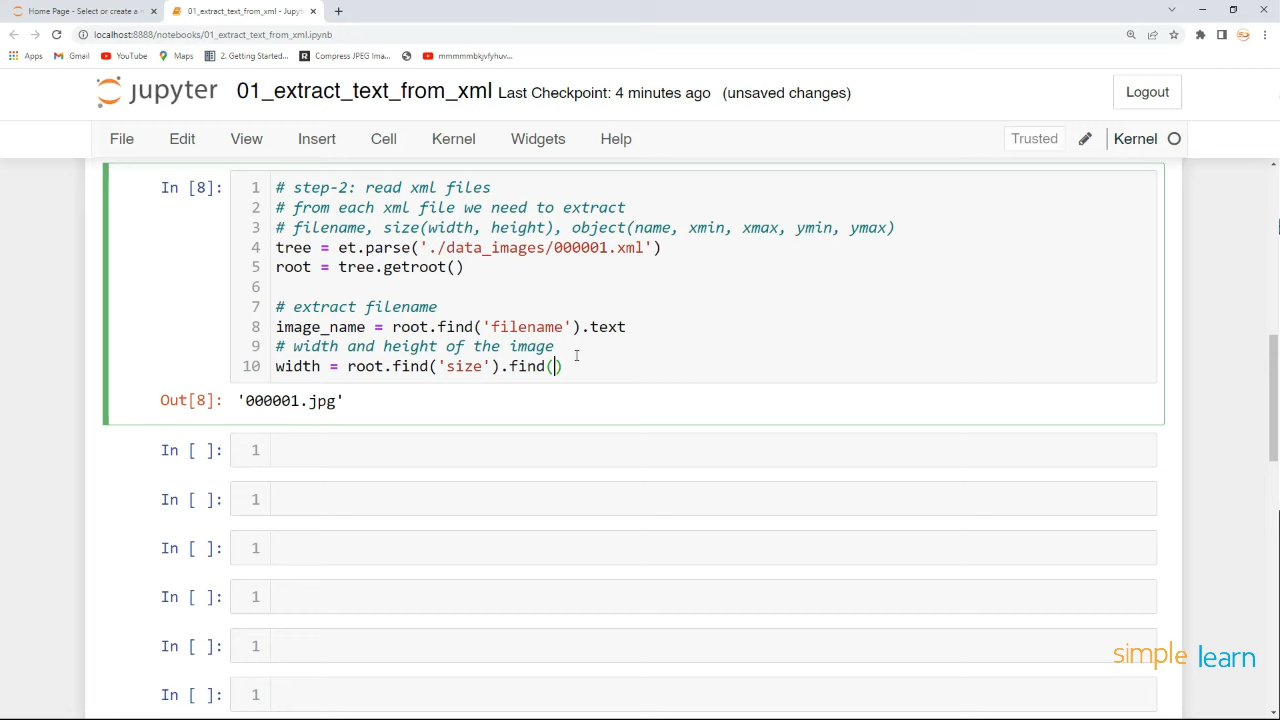 Home Page - Select or create a n
01_extract_text_from_xml - Jupyt
localhost:8888/notebooks/01_extract_text_from_xml.ipynb
Apps
Gmail
YouTube
Maps
2. Getting Started...
Compress JPEG Ima...
mmmmmbkjvfyhuv...
jupyter 01_extract_text_from_xml Last Checkpoint: 4 minutes ago (unsaved changes)
Logout
File Edit View Insert Cell Kernel Widgets Help
Trusted
Kernel
In [8]:
1 # step-2: read xml files
2 # from each xml file we need to extract
3 # filename, size(width, height), object(name, xmin, xmax, ymin, ymax)
4 tree = et.parse('./data_images/000001.xml')
5 root = tree.getroot()
6
7 # extract filename
8 image_name = root.find('filename').text
9 # width and height of the image
10 width = root.find('size').find()
Out[8]: '000001.jpg'
In [ ]: 1
In [ ]: 1
In [ ]: 1
In [ ]: 1
In [ ]: 1
In [ ]: 1
simplelearn